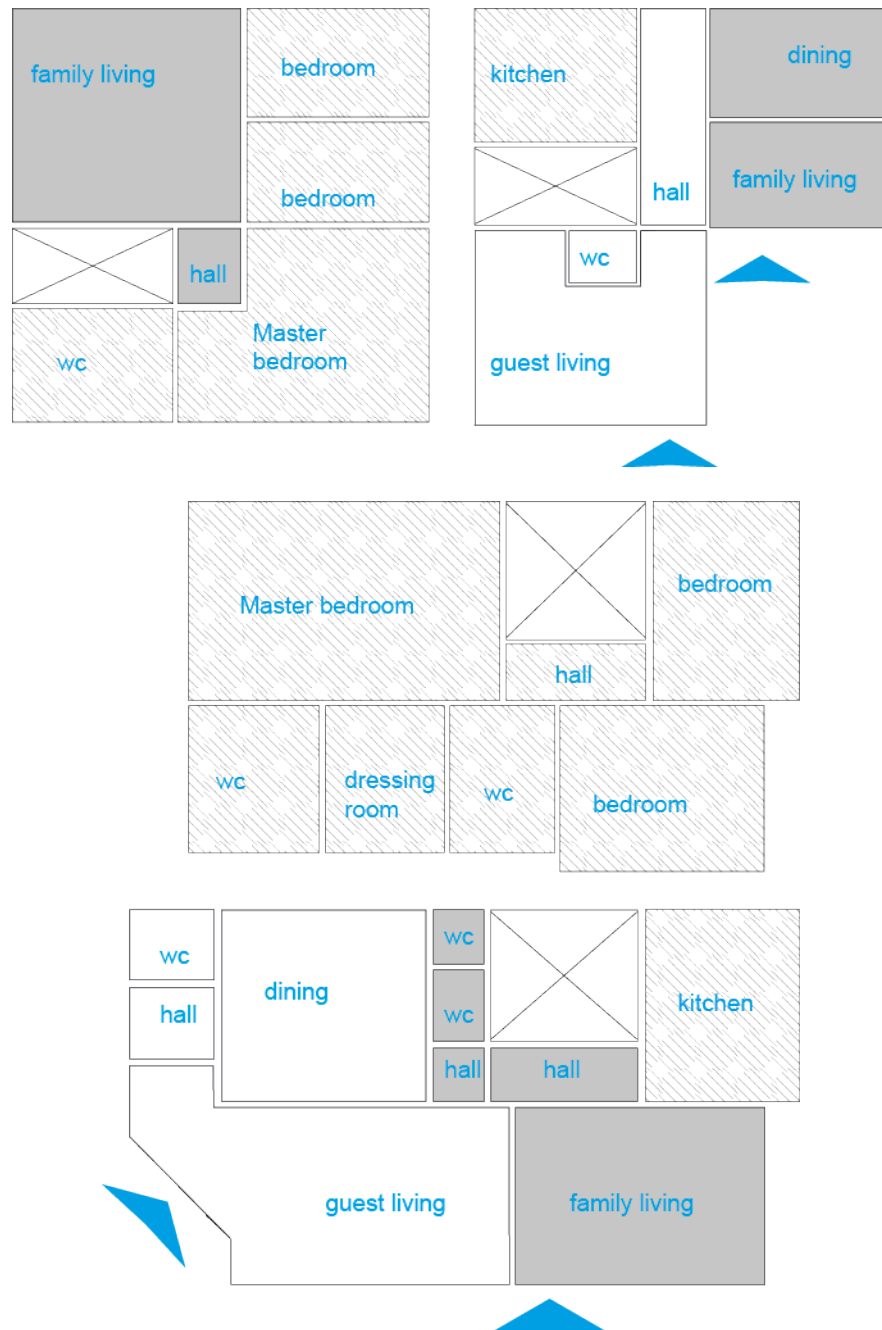 family living
bedroom
bedroom
hall
wc
Master
bedroom
kitchen
dining
hall
family living
wc
guest living
Master bedroom
bedroom
hall
wc
dressing
room
wc
bedroom
wc
dining
wc
kitchen
hall
wc
hall
hall
guest living
family living